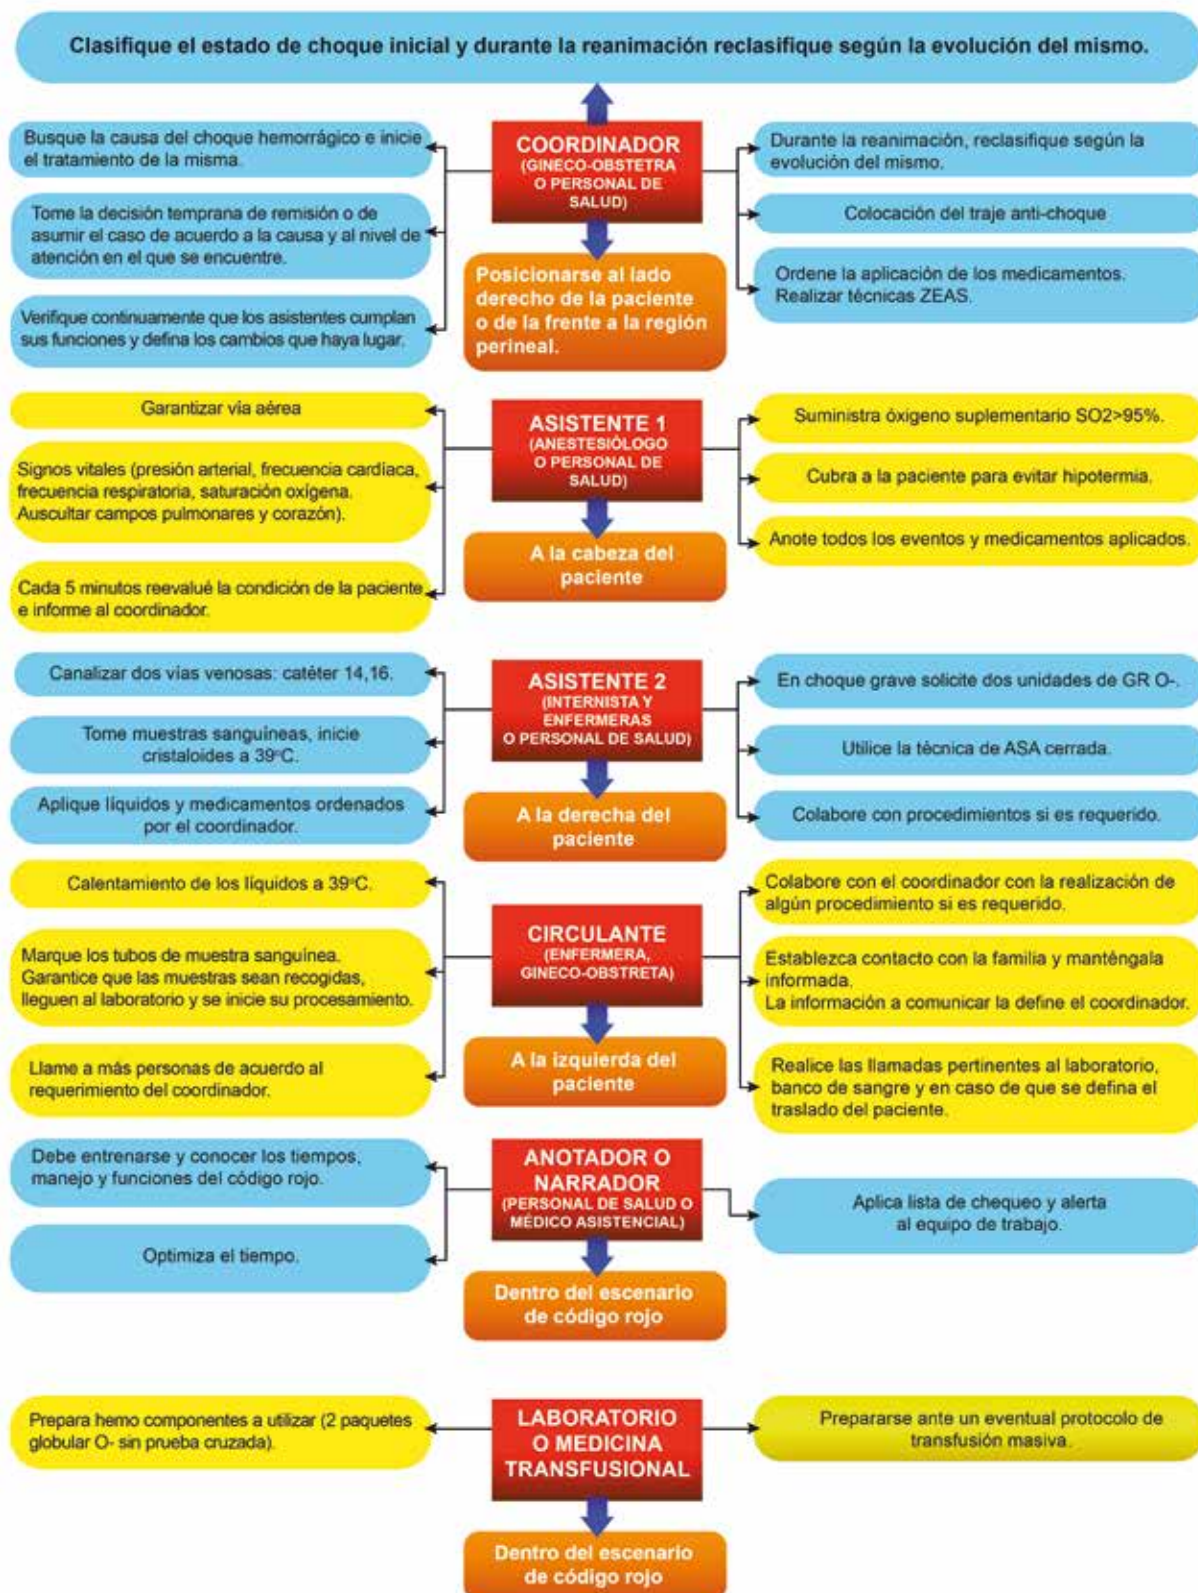 Clasifique el estado de choque inicial y durante la reanimación reclasifique según la evolución del mismo.
Busque la causa del choque hemorrágico e inicie
el tratamiento de la misma.
Tome la decisión temprana de remisión o de
asumir el caso de acuerdo a la causa y al nivel de
atención en el que se encuentre.
Verifique continuamente que los asistentes cumplan
sus funciones y defina los cambios que haya lugar.
COORDINADOR
(GINECO-OBSTETRA
O PERSONAL DE
SALUD)
Posicionarse al lado
derecho de la paciente
o de la frente a la región
perineal.
Durante la reanimación, reclasifique según la
evolución del mismo.
Colocación del traje anti-choque
Ordene la aplicación de los medicamentos.
Realizar técnicas ZEAS.
Garantizar vía aérea
Signos vitales (presión arterial, frecuencia cardíaca,
frecuencia respiratoria, saturación oxígena.
Auscultar campos pulmonares y corazón).
Cada 5 minutos reevalué la condición de la paciente
e informe al coordinador.
ASISTENTE 1
(ANESTESIÓLOGO
O PERSONAL DE
SALUD)
A la cabeza del
paciente
Suministra óxigeno suplementario SO2>95%.
Cubra a la paciente para evitar hipotermia.
Anote todos los eventos y medicamentos aplicados.
Canalizar dos vías venosas: catéter 14,16.
Tome muestras sanguíneas, inicie
cristaloides a 39ºC.
Aplique líquidos y medicamentos ordenados
por el coordinador.
ASISTENTE 2
(INTERNISTA Y
ENFERMERAS
O PERSONAL DE SALUD)
A la derecha del
paciente
En choque grave solicite dos unidades de GR O-.
Utilice la técnica de ASA cerrada.
Colabore con procedimientos si es requerido.
Calentamiento de los líquidos a 39ºC.
Marque los tubos de muestra sanguínea.
Garantice que las muestras sean recogidas,
lleguen al laboratorio y se inicie su procesamiento.
Llame a más personas de acuerdo al
requerimiento del coordinador.
CIRCULANTE
(ENFERMERA,
GINECO-OBSTRETA)
A la izquierda del
paciente
Colabore con el coordinador con la realización de
algún procedimiento si es requerido.
Establezca contacto con la familia y manténgala
informada.
La información a comunicar la define el coordinador.
Realice las llamadas pertinentes al laboratorio,
banco de sangre y en caso de que se defina el
traslado del paciente.
Debe entrenarse y conocer los tiempos,
manejo y funciones del código rojo.
Optimiza el tiempo.
ANOTADOR O
NARRADOR
(PERSONAL DE SALUD O
MÉDICO ASISTENCIAL)
Dentro del escenario
de código rojo
Aplica lista de chequeo y alerta
al equipo de trabajo.
Prepara hemo componentes a utilizar (2 paquetes
globular O- sin prueba cruzada).
LABORATORIO
O MEDICINA
TRANSFUSIONAL
Dentro del escenario
de código rojo
Prepararse ante un eventual protocolo de
transfusión masiva.